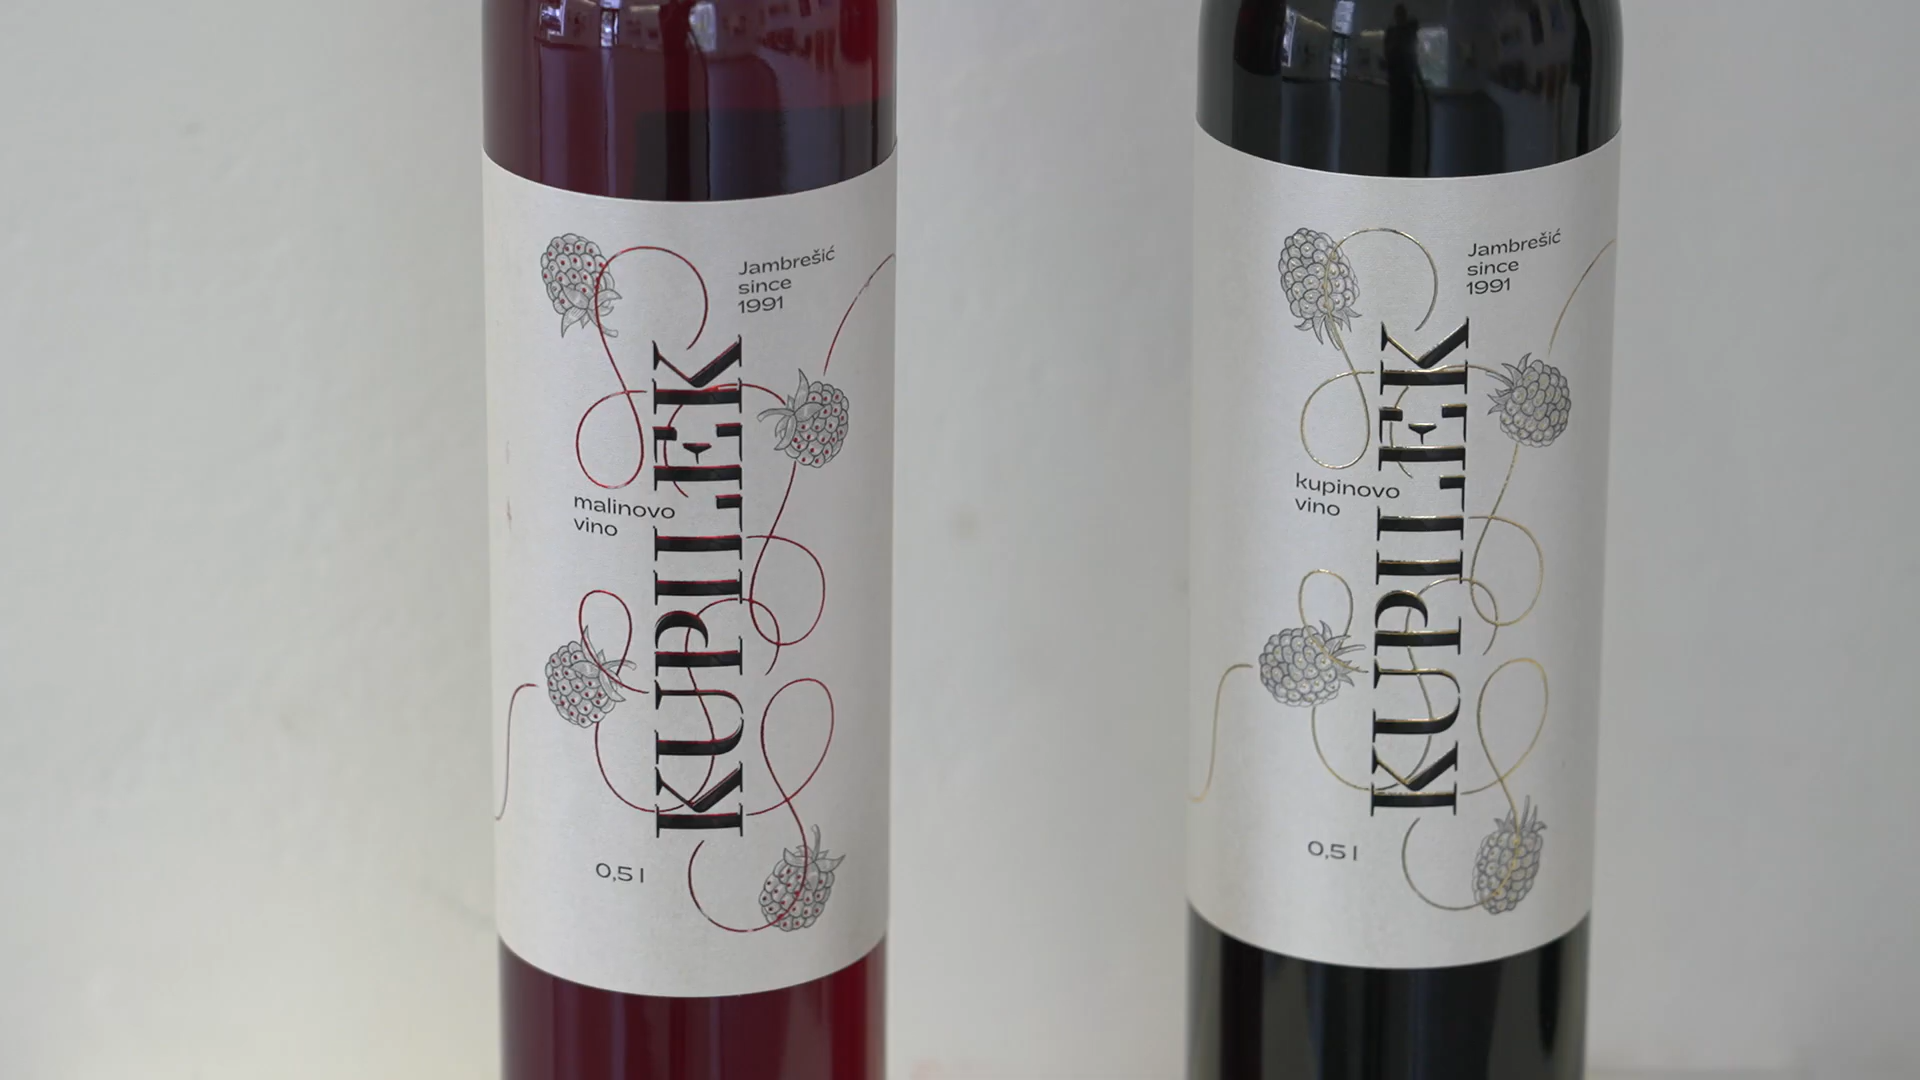 Jambrešić
since
1991
KUPILEK
malinovo
vino
0,5 l
Jambrešić
since
1991
KUPILEK
kupinovo
vino
0,5 l